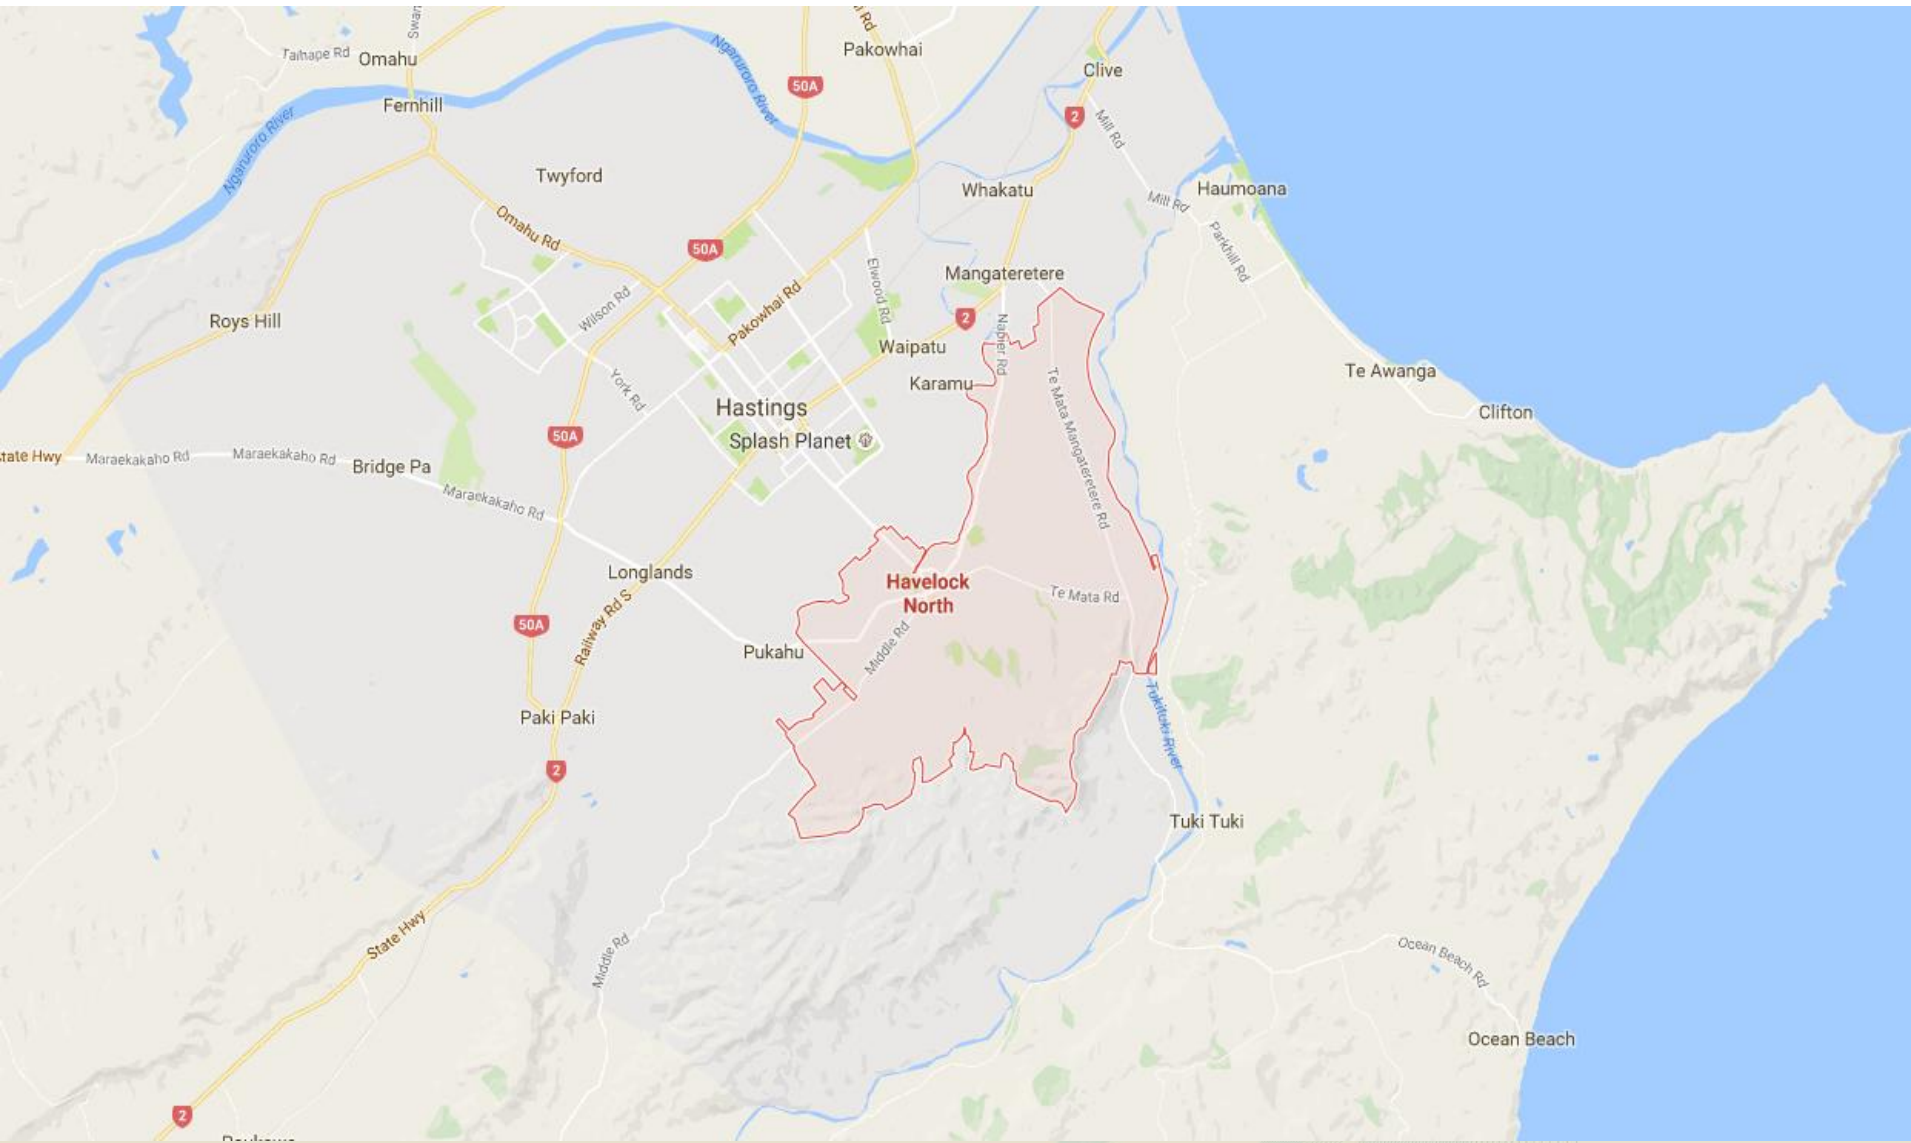 Swan
i Rd
Pakowhai
Taihape Rd
Omahu
Ngaruroro River
Clive
50A
Fernhill
2
Mill Rd
Ngaruroro River
Twyford
Whakatu
Haumoana
Mill Rd
Omahu Rd
Parkhill Rd
50A
Elwood Rd
Mangateretere
Wilson Rd
Pakowhai Rd
Roys Hill
2
Napier Rd
Waipatu
Te Awanga
York Rd
Karamu
Hastings
Clifton
50A
Splash Planet
Te Mata Mangateretere Rd
tate Hwy
Maraekakaho Rd
Maraekakaho Rd
Bridge Pa
Maraekakaho Rd
Longlands
Havelock
North
Te Mata Rd
50A
Railway Rd S
Middle Rd
Pukahu
Paki Paki
Tukituki River
2
Tuki Tuki
State Hwy
Middle Rd
Ocean Beach Rd
Ocean Beach
2